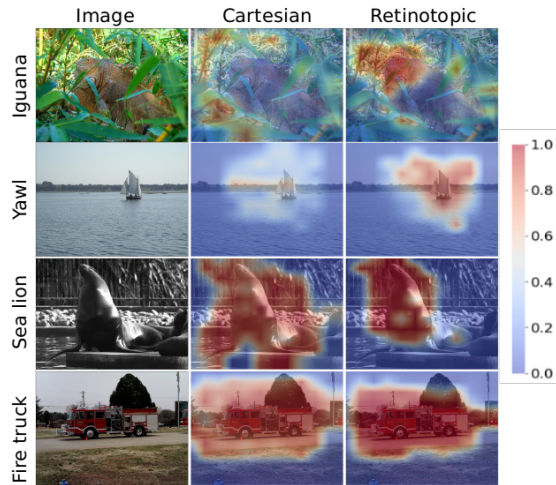 Image Cartesian Retinotopic
Iguana
Yawl
Sea lion
Fire truck
1.0
0.8
0.6
0.4
0.2
0.0